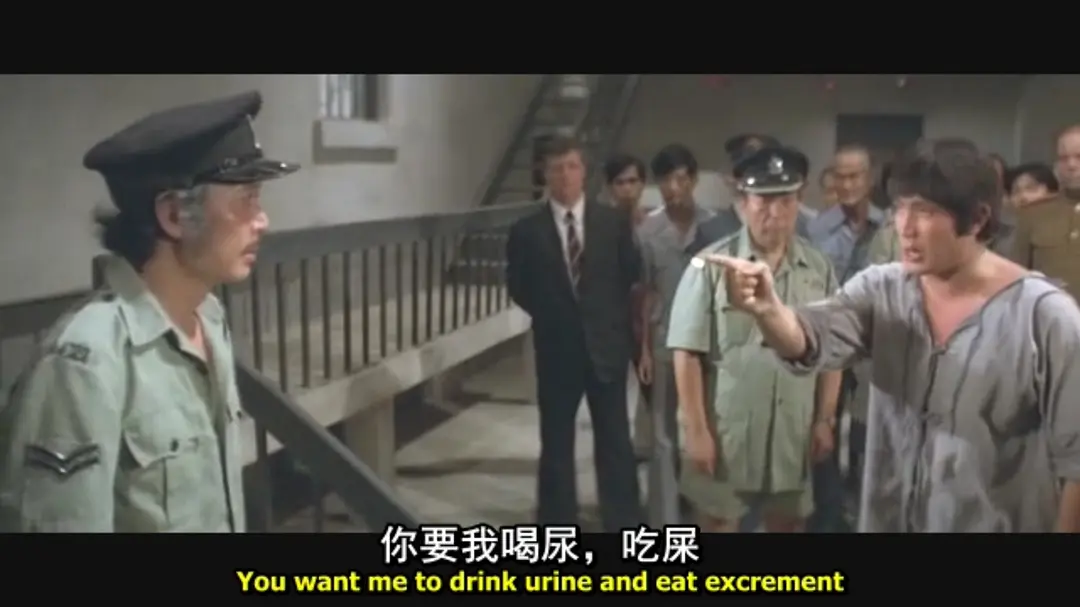 你要我喝尿，吃屎
You want me to drink urine and eat excrement